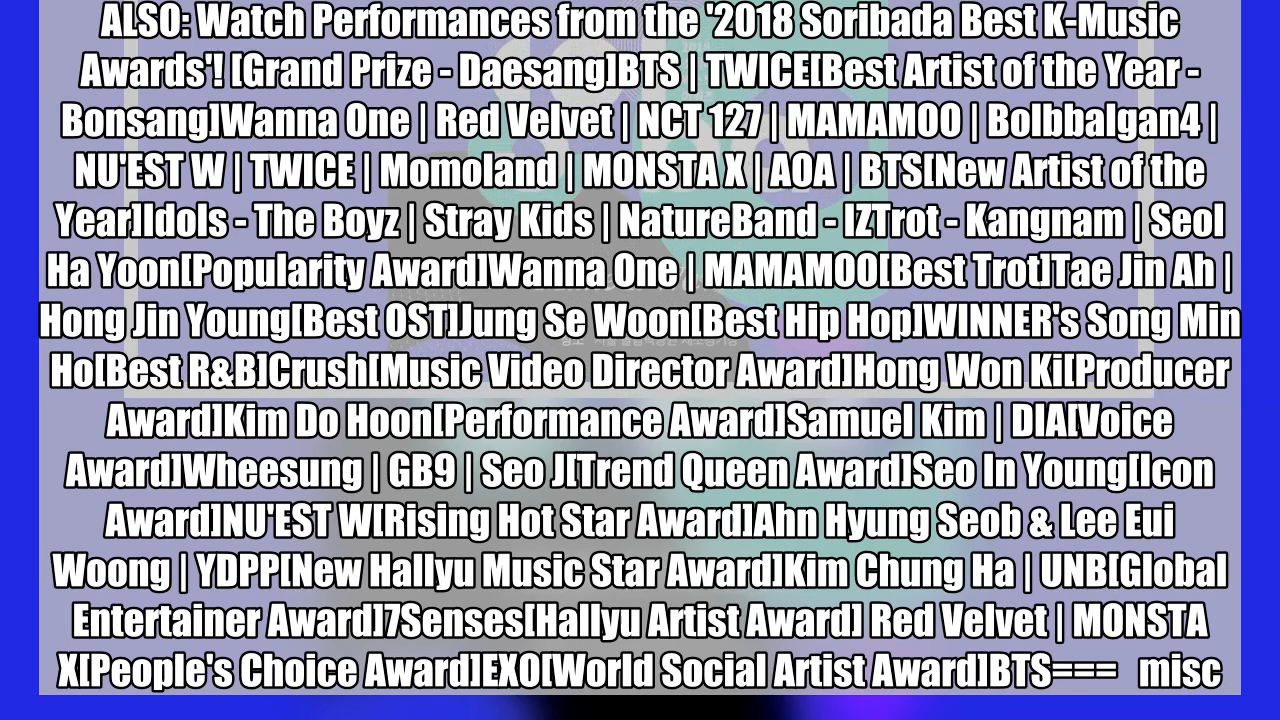 ALSO: Watch Performances from the '2018 Soribada Best K-Music
Awards'! [Grand Prize - Daesang]BTS | TWICE[Best Artist of the Year -
Bonsang]Wanna One | Red Velvet | NCT 127 | MAMAMOO | Bolbbalgan4 |
NU'EST W | TWICE | Momoland | MONSTA X | AOA | BTS[New Artist of the
Year]Idols - The Boyz | Stray Kids | NatureBand - IZTrot - Kangnam | Seol
Ha Yoon[Popularity Award]Wanna One | MAMAMOO[Best Trot]Tae Jin Ah |
Hong Jin Young[Best OST]Jung Se Woon[Best Hip Hop]WINNER's Song Min
Ho[Best R&B]Crush[Music Video Director Award]Hong Won Ki[Producer
Award]Kim Do Hoon[Performance Award]Samuel Kim | DIA[Voice
Award]Wheesung | GB9 | Seo J[Trend Queen Award]Seo In Young[Icon
Award]NU'EST W[Rising Hot Star Award]Ahn Hyung Seob & Lee Eui
Woong | YDPP[New Hallyu Music Star Award]Kim Chung Ha | UNB[Global
Entertainer Award]7Senses[Hallyu Artist Award] Red Velvet | MONSTA
X[People's Choice Award]EXO[World Social Artist Award]BTS=== misc